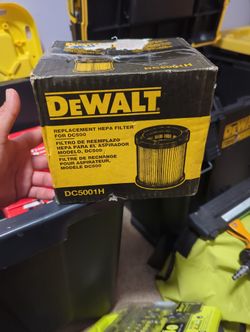 DEWALT
REPLACEMENT HEPA FILTER
FOR DC500
FILTRO DE REEMPLAZO
HEPA PARA EL ASPIRADOR
MODELO, DC500
FILTRE DE RECHANGE
POUR ASPIRATEUR,
MODÈLE DC500
DC5001H